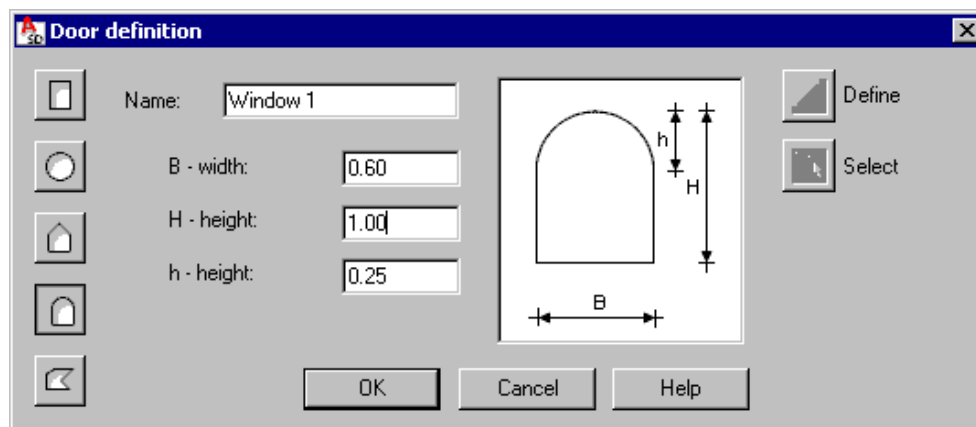 Door definition
Name: Window 1
B - width: 0.60
H - height: 1.00
h - height: 0.25
h
H
B
Define
Select
OK Cancel Help